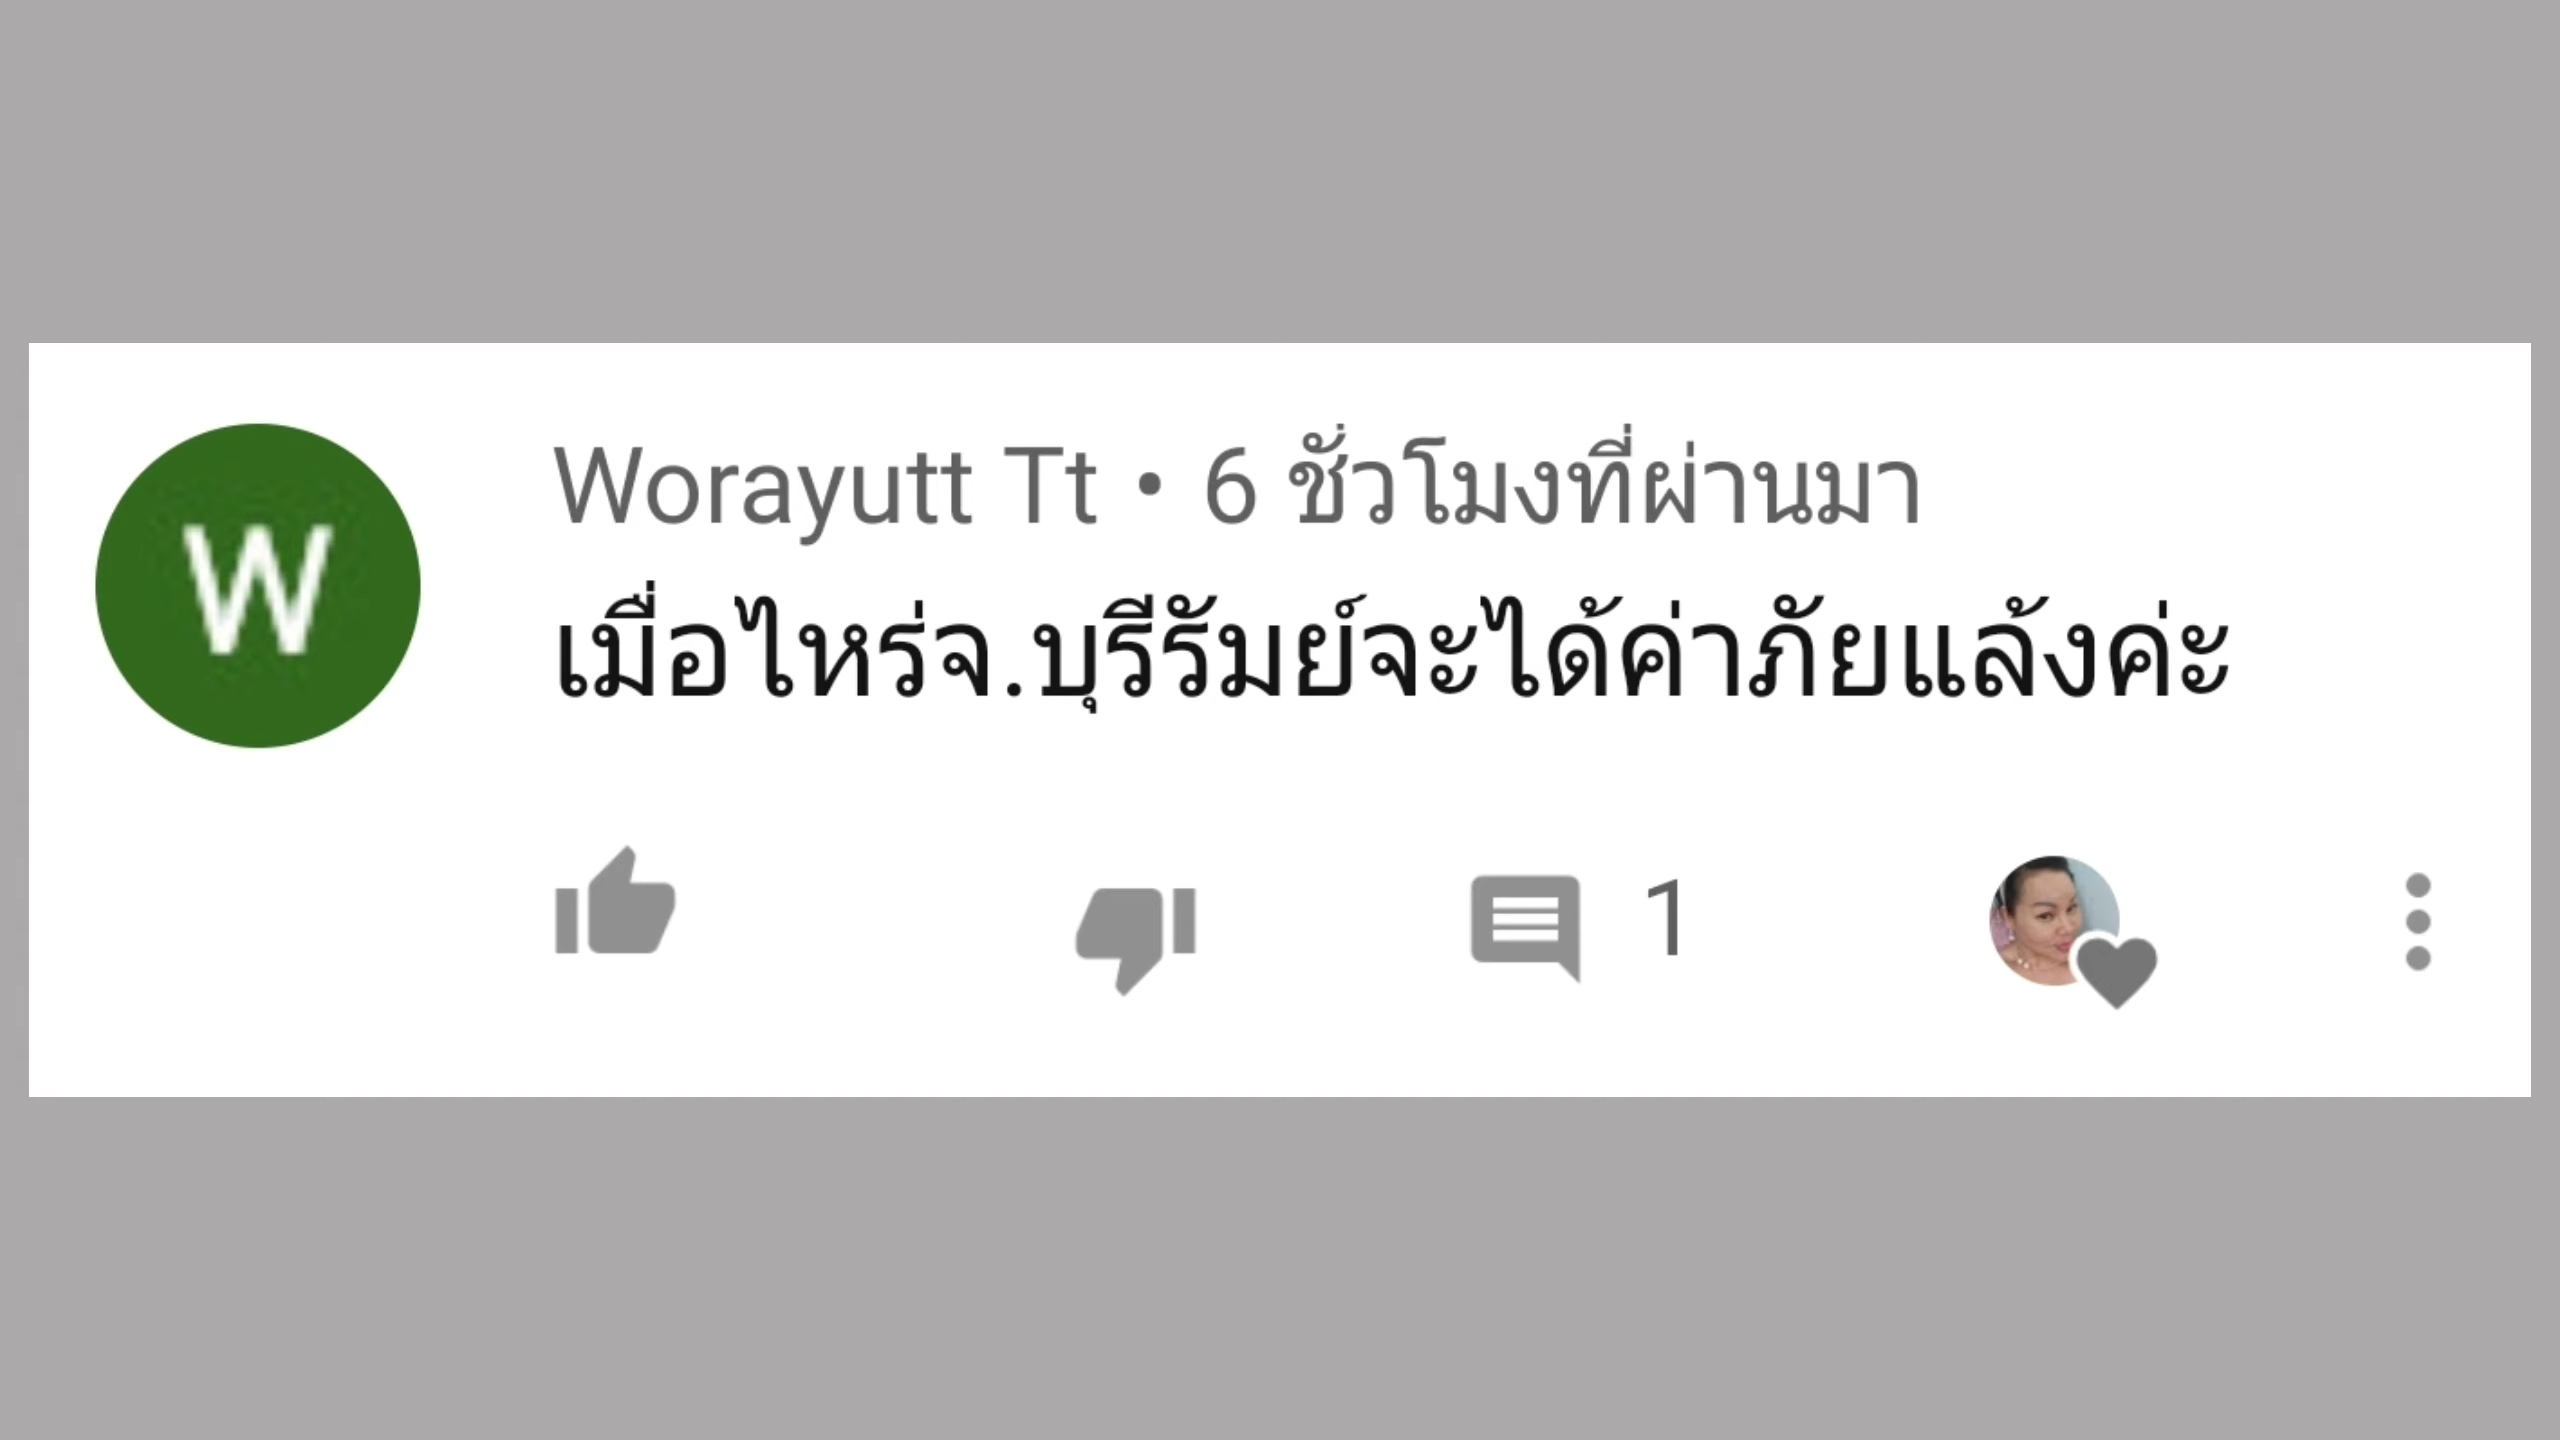 W
Worayutt Tt • 6 ชั่วโมงที่ผ่านมา
เมื่อไหร่จ.บุรีรัมย์จะได้ค่าภัยแล้งค่ะ
1